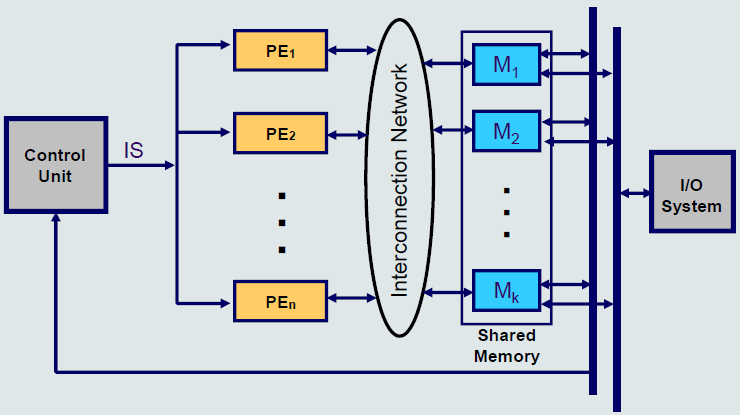 Control
Unit
IS
PE1
PE2
PEn
Interconnection Network
M1
M2
Mk
Shared
Memory
I/O
System